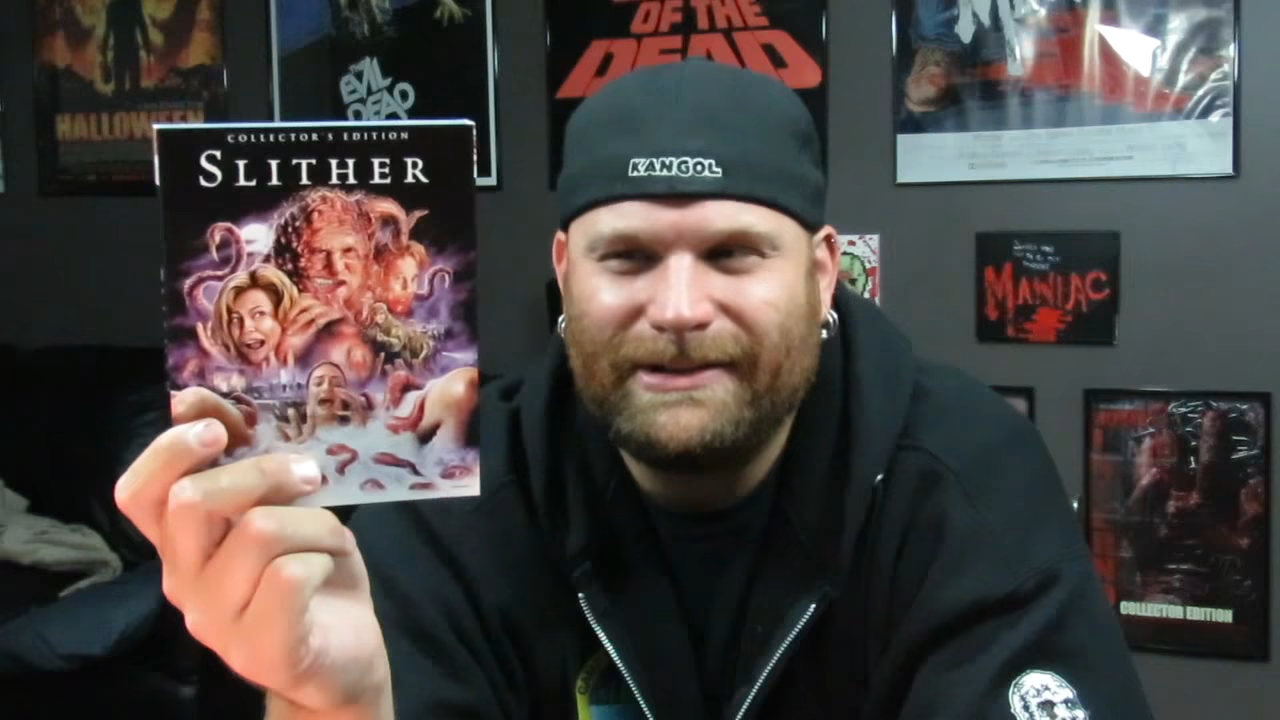 HALLOWEEN
EVIL
DEAD
OF THE
DEAD
COLLECTOR'S EDITION
SLITHER
KANGOL
MANIAC
COLLECTOR EDITION